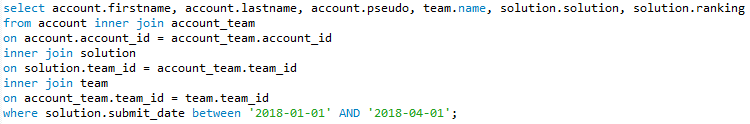 select account.firstname, account.lastname, account.pseudo, team.name, solution.solution, solution.ranking
from account inner join account_team
on account.account_id = account_team.account_id
inner join solution
on solution.team_id = account_team.team_id
inner join team
on account_team.team_id = team.team_id
where solution.submit_date between '2018-01-01' AND '2018-04-01';